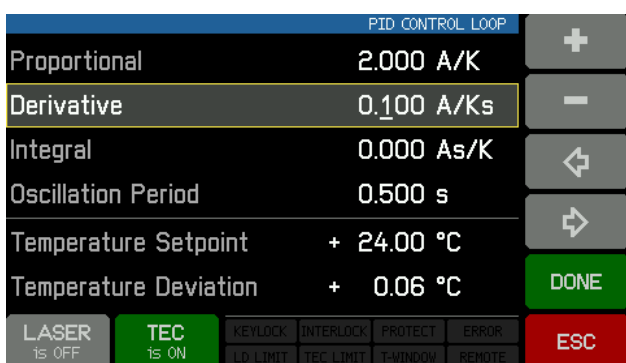 PID CONTROL LOOP
Proportional 2.000 A/K
Derivative 0.100 A/Ks
Integral 0.000 As/K
Oscillation Period 0.500 s
Temperature Setpoint + 24.00 °C
Temperature Deviation + 0.06 °C
DONE
ESC
LASER
is OFF
TEC
is ON
KEYLOCK INTERLOCK PROTECT ERROR
LD LIMIT TEC LIMIT T-WINDOW REMOTE